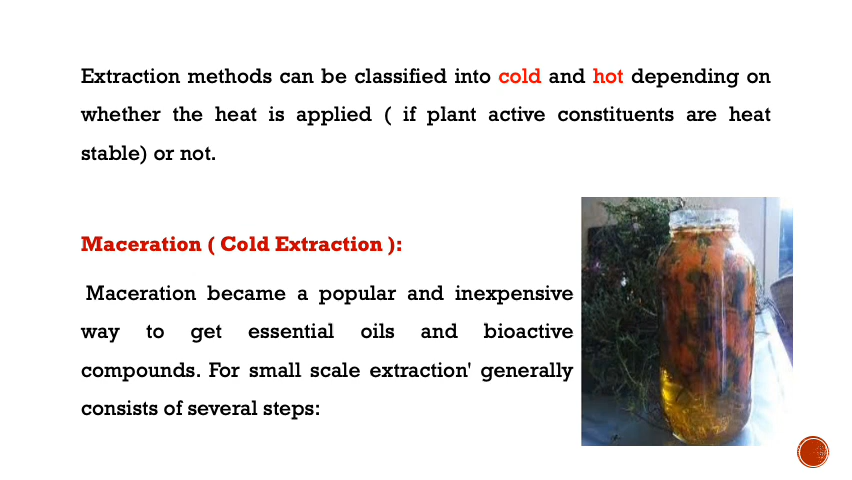 Extraction methods can be classified into cold and hot depending on
whether the heat is applied ( if plant active constituents are heat
stable) or not.
Maceration ( Cold Extraction ):
Maceration became a popular and inexpensive
way to get essential oils and bioactive
compounds. For small scale extraction' generally
consists of several steps: